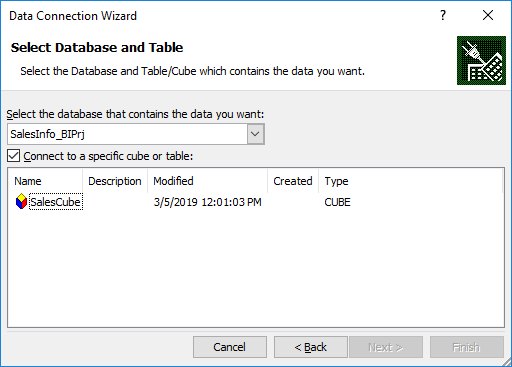 Data Connection Wizard
?
Select Database and Table
Select the Database and Table/Cube which contains the data you want.
Select the database that contains the data you want:
SalesInfo_BIPrj
Connect to a specific cube or table:
Name Description Modified Created Type
SalesCube 3/5/2019 12:01:03 PM CUBE
Cancel < Back Next > Finish